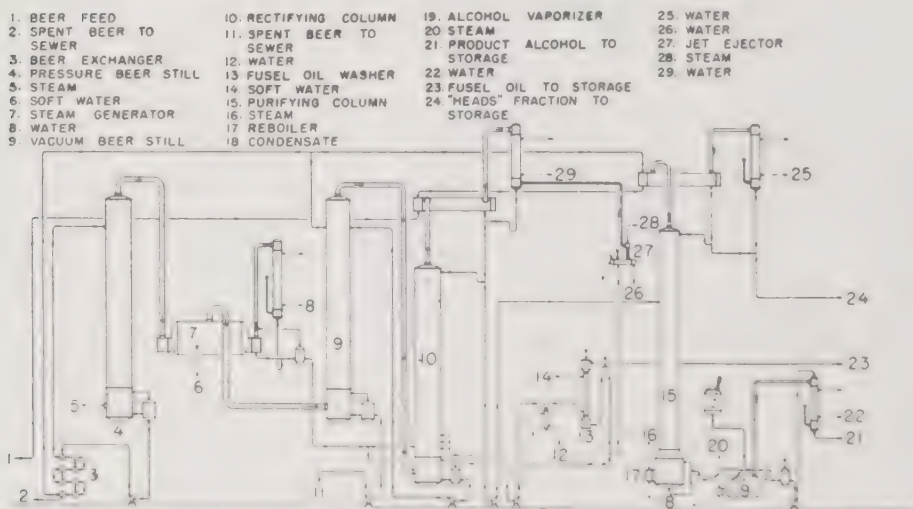 1. BEER FEED
2. SPENT BEER TO
SEWER
3. BEER EXCHANGER
4. PRESSURE BEER STILL
5. STEAM
6. SOFT WATER
7. STEAM GENERATOR
8. WATER
9. VACUUM BEER STILL
10. RECTIFYING COLUMN
11. SPENT BEER TO
SEWER
12. WATER
13 FUSEL OIL WASHER
14 SOFT WATER
15. PURIFYING COLUMN
16. STEAM
17 REBOILER
18 CONDENSATE
19. ALCOHOL VAPORIZER
20 STEAM
21. PRODUCT ALCOHOL TO
STORAGE
22 WATER
23. FUSEL OIL TO STORAGE
24. "HEADS" FRACTION TO
STORAGE
25. WATER
26. WATER
27. JET EJECTOR
28. STEAM
29. WATER
29
25
28
27
26
24
8
7
9
10
6
23
14
15
5
4
13
22
20
21
12
16
1
3
17
2
11
18
19